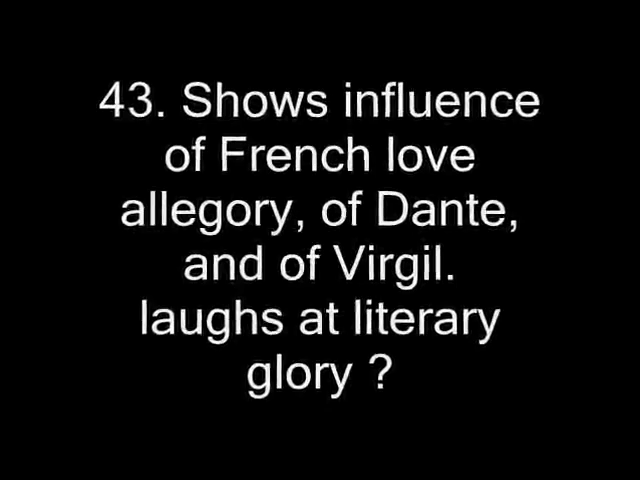 43. Shows influence
of French love
allegory, of Dante,
and of Virgil.
laughs at literary
glory ?